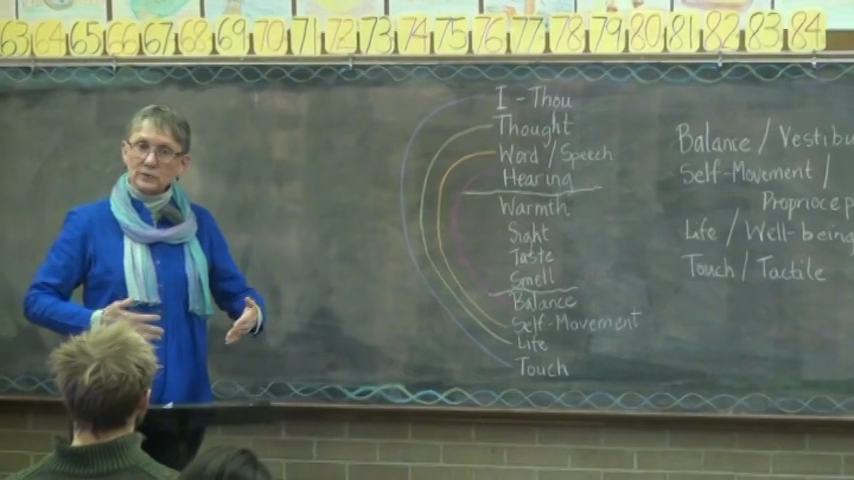 63 64 65 66 67 68 69 70 71 72 73 74 75 76 77 78 79 80 81 82 83 84
I - Thou
Thought
Word / Speech
Hearing
Warmth
Sight
Taste
Smell
Balance
Self-Movement
Life
Touch
Balance / Vestibu
Self-Movement /
Propriocep
Life / Well-being
Touch / Tactile